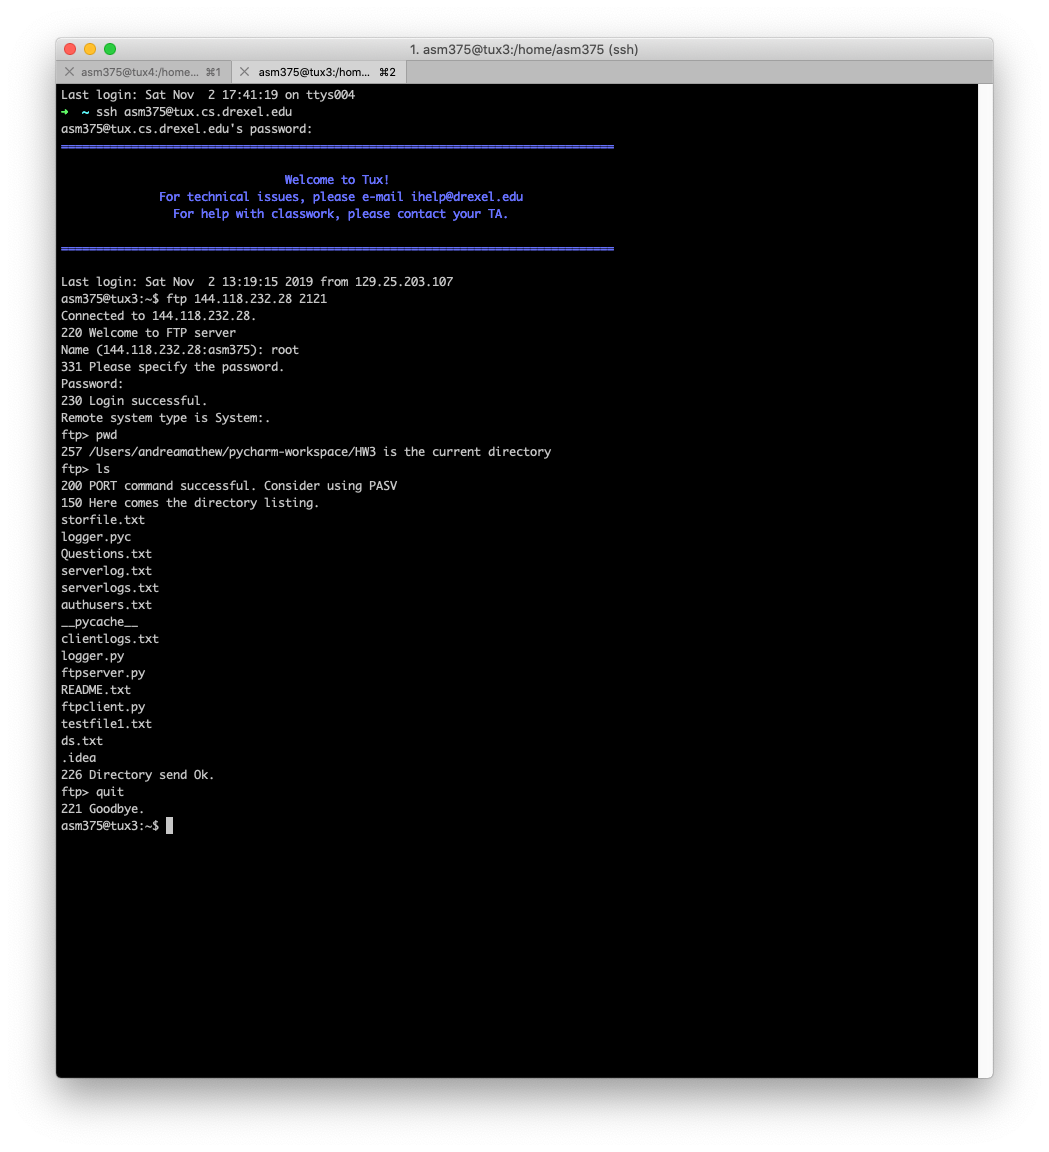 1. asm375@tux3:/home/asm375 (ssh)
asm375@tux4:/home... ⌘1
asm375@tux3:/hom... ⌘2
Last login: Sat Nov  2 17:41:19 on ttys004
➜  ~ ssh asm375@tux.cs.drexel.edu
asm375@tux.cs.drexel.edu's password:
Welcome to Tux!
For technical issues, please e-mail ihelp@drexel.edu
For help with classwork, please contact your TA.
Last login: Sat Nov  2 13:19:15 2019 from 129.25.203.107
asm375@tux3:~$ ftp 144.118.232.28 2121
Connected to 144.118.232.28.
220 Welcome to FTP server
Name (144.118.232.28:asm375): root
331 Please specify the password.
Password:
230 Login successful.
Remote system type is System:.
ftp> pwd
257 /Users/andreamathew/pycharm-workspace/HW3 is the current directory
ftp> ls
200 PORT command successful. Consider using PASV
150 Here comes the directory listing.
storfile.txt
logger.pyc
Questions.txt
serverlog.txt
serverlogs.txt
authusers.txt
__pycache__
clientlogs.txt
logger.py
ftpserver.py
README.txt
ftpclient.py
testfile1.txt
ds.txt
.idea
226 Directory send Ok.
ftp> quit
221 Goodbye.
asm375@tux3:~$